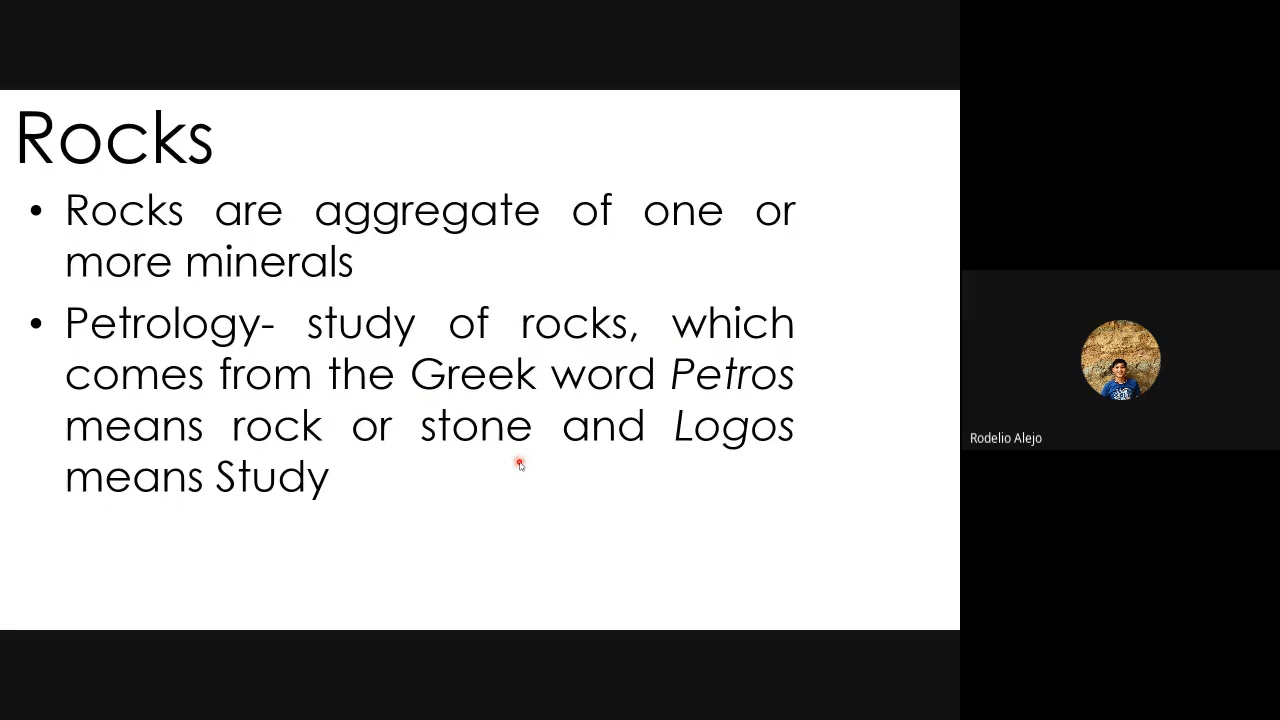 Rocks
• Rocks are aggregate of one or
more minerals
• Petrology- study of rocks, which
comes from the Greek word Petros
means rock or stone and Logos
means Study
Rodelio Alejo